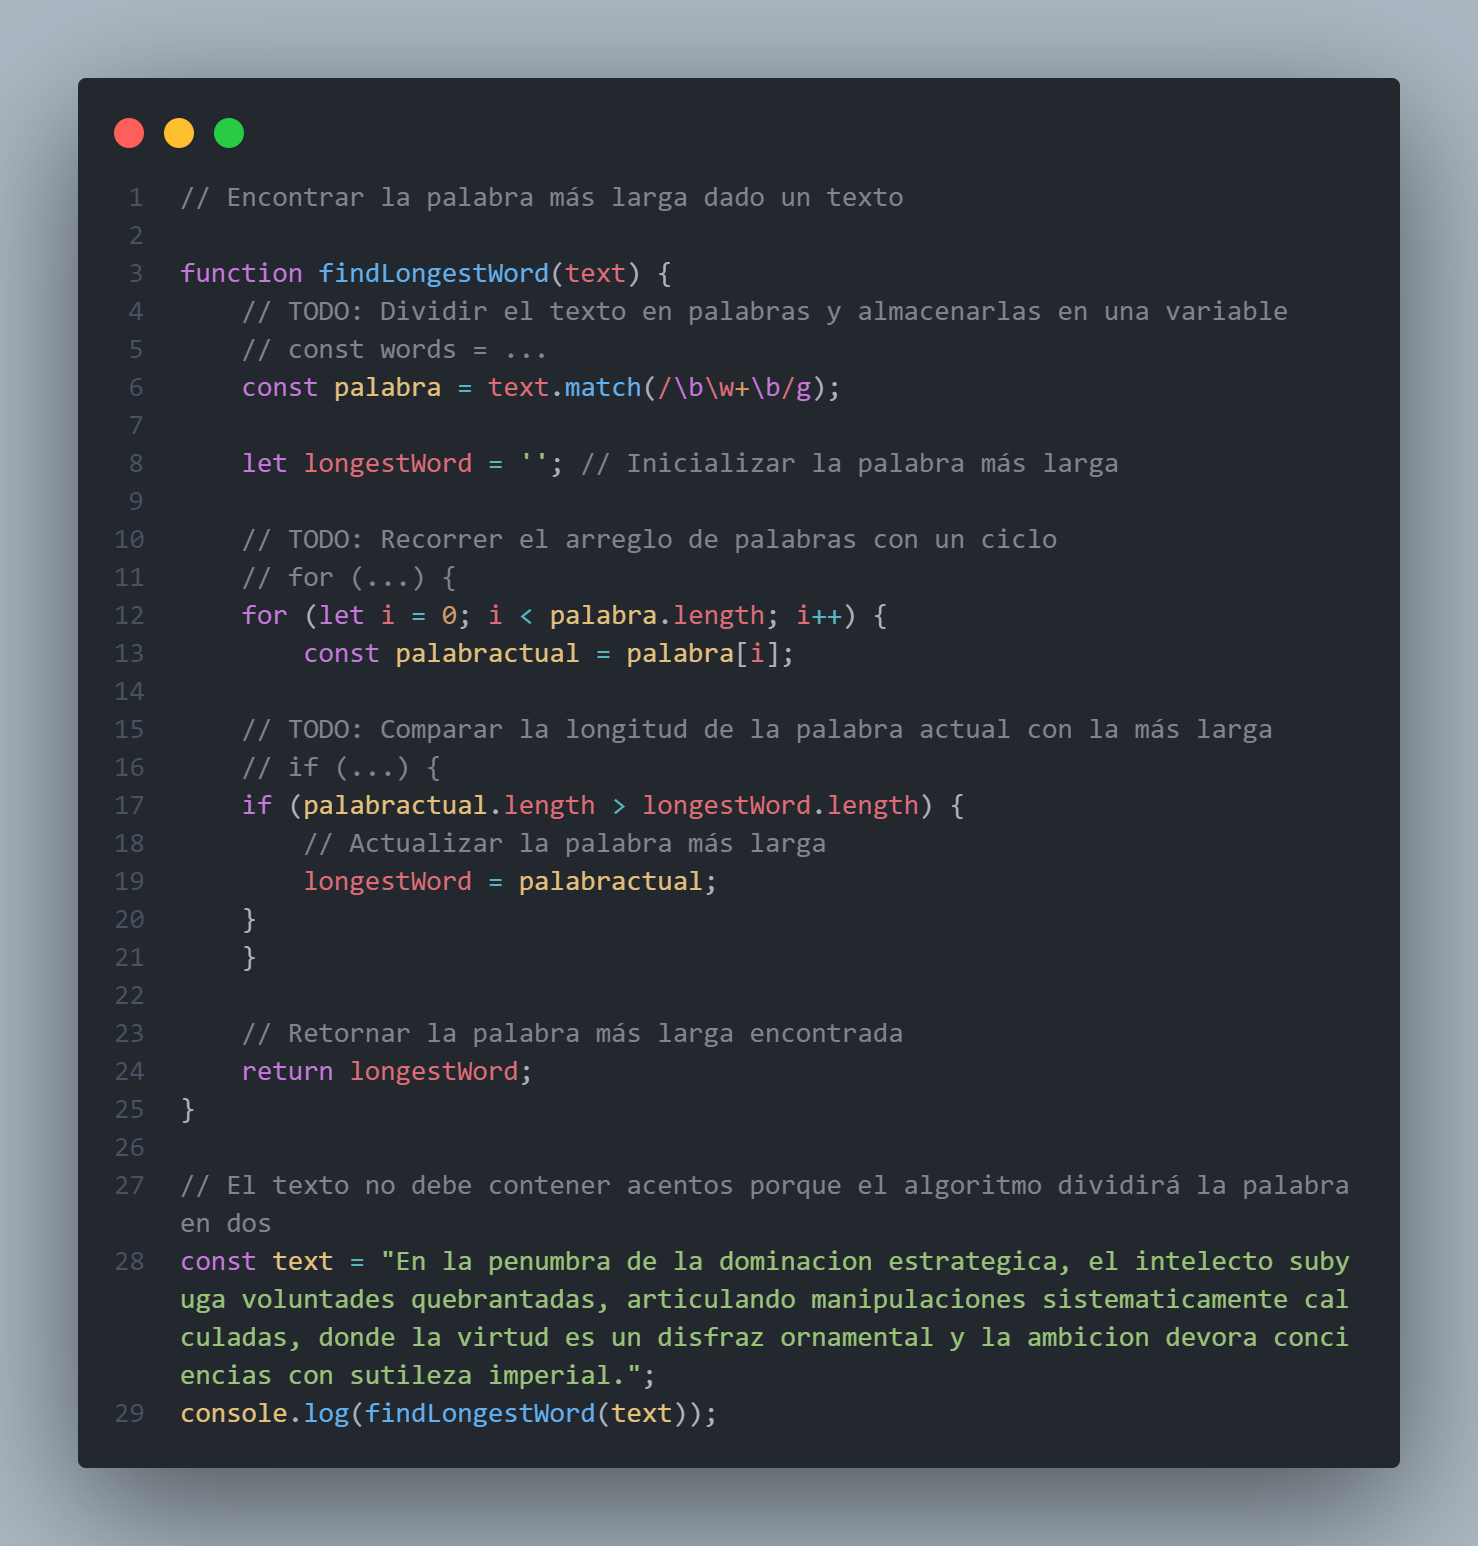 1 // Encontrar la palabra más larga dado un texto
2
3 function findLongestWord(text) {
4     // TODO: Dividir el texto en palabras y almacenarlas en una variable
5     // const words = ...
6     const palabra = text.match(/\b\w+\b/g);
7
8     let longestWord = ''; // Inicializar la palabra más larga
9
10     // TODO: Recorrer el arreglo de palabras con un ciclo
11     // for (...) {
12     for (let i = 0; i < palabra.length; i++) {
13         const palabractual = palabra[i];
14
15     // TODO: Comparar la longitud de la palabra actual con la más larga
16     // if (...) {
17     if (palabractual.length > longestWord.length) {
18         // Actualizar la palabra más larga
19         longestWord = palabractual;
20     }
21     }
22
23     // Retornar la palabra más larga encontrada
24     return longestWord;
25 }
26
27 // El texto no debe contener acentos porque el algoritmo dividirá la palabra
en dos
28 const text = "En la penumbra de la dominacion estrategica, el intelecto suby
uga voluntades quebrantadas, articulando manipulaciones sistematicamente cal
culadas, donde la virtud es un disfraz ornamental y la ambicion devora conci
encias con sutileza imperial.";
29 console.log(findLongestWord(text));